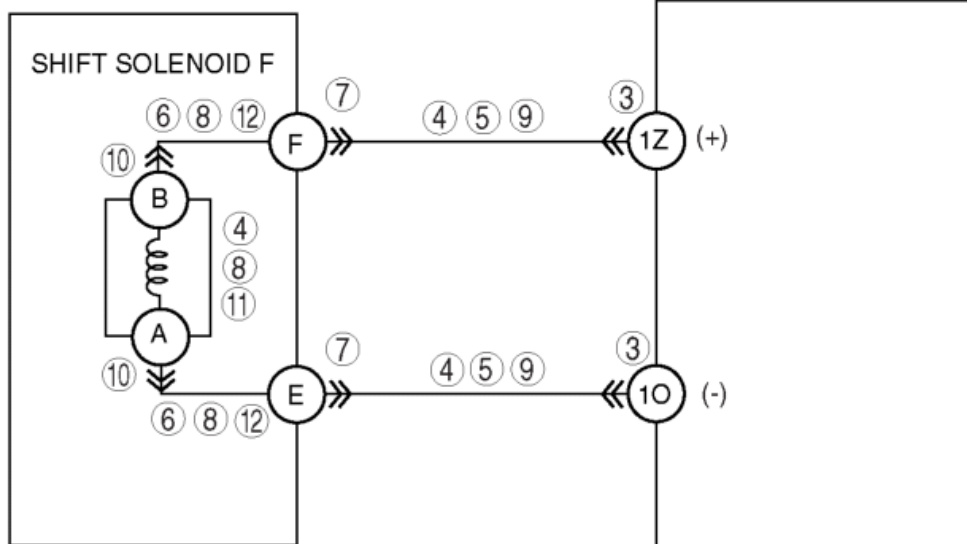 SHIFT SOLENOID F
⑦ ③
⑥ ⑧ ⑫ ④ ⑤ ⑨
F 1Z (+)
⑩
B
④
⑧
⑪
A
⑦ ③
⑩ ④ ⑤ ⑨
E 1O (-)
⑥ ⑧ ⑫